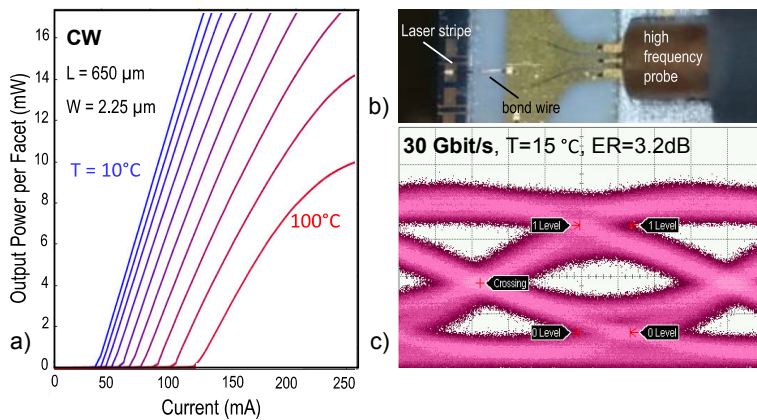 CW
L = 650 µm
W = 2.25 µm
T = 10°C
100°C
Output Power per Facet (mW)
16
14
12
10
8
6
4
2
0
0
50
100
150
200
250
Current (mA)
a)
Laser stripe
bond wire
high
frequency
probe
b)
30 Gbit/s, T=15 °C, ER=3.2dB
1 Level
1 Level
Crossing
0 Level
0 Level
c)